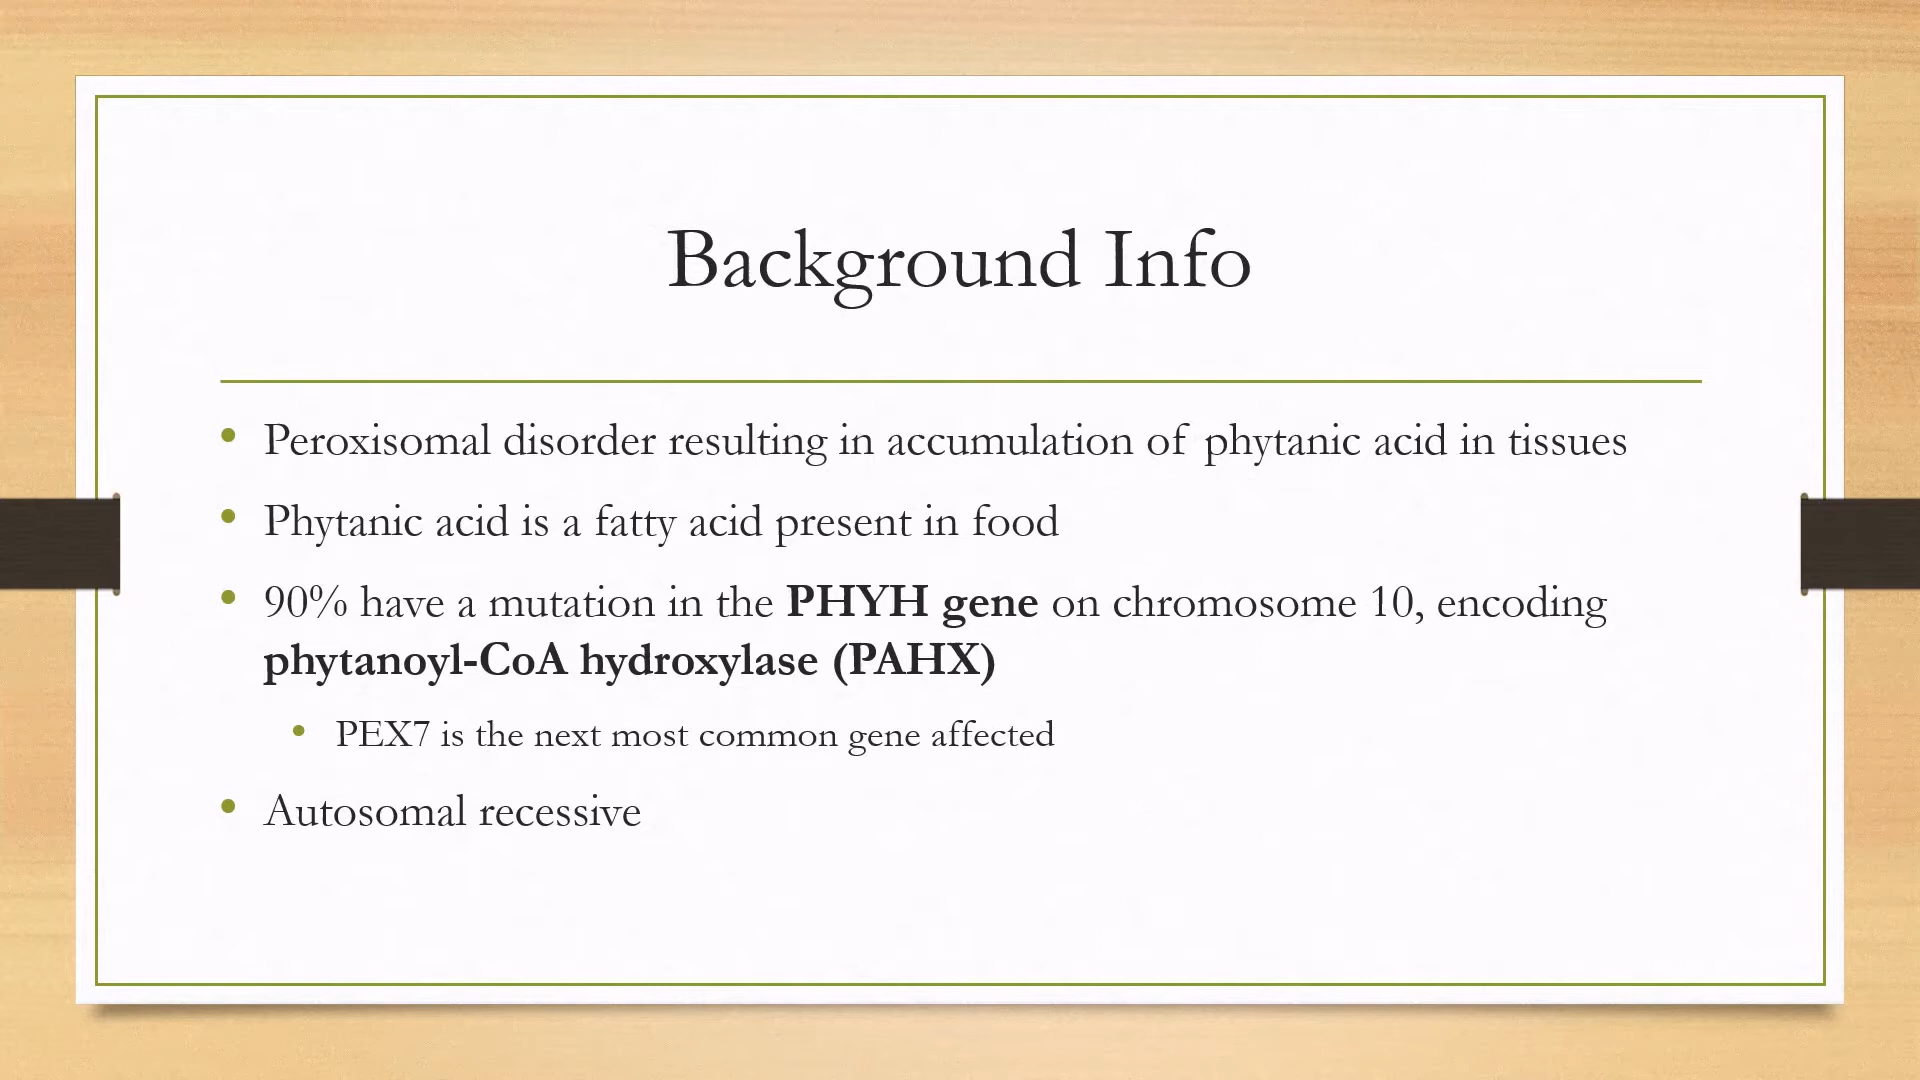 Background Info
• Peroxisomal disorder resulting in accumulation of phytanic acid in tissues
• Phytanic acid is a fatty acid present in food
• 90% have a mutation in the PHYH gene on chromosome 10, encoding
phytanoyl-CoA hydroxylase (PAHX)
• PEX7 is the next most common gene affected
• Autosomal recessive